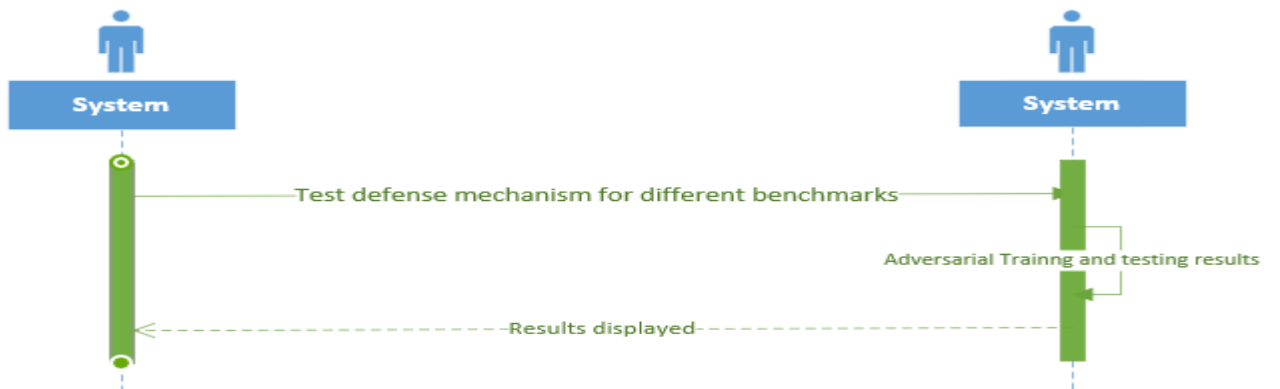 System
System
Test defense mechanism for different benchmarks
Adversarial Trainng and testing results
Results displayed